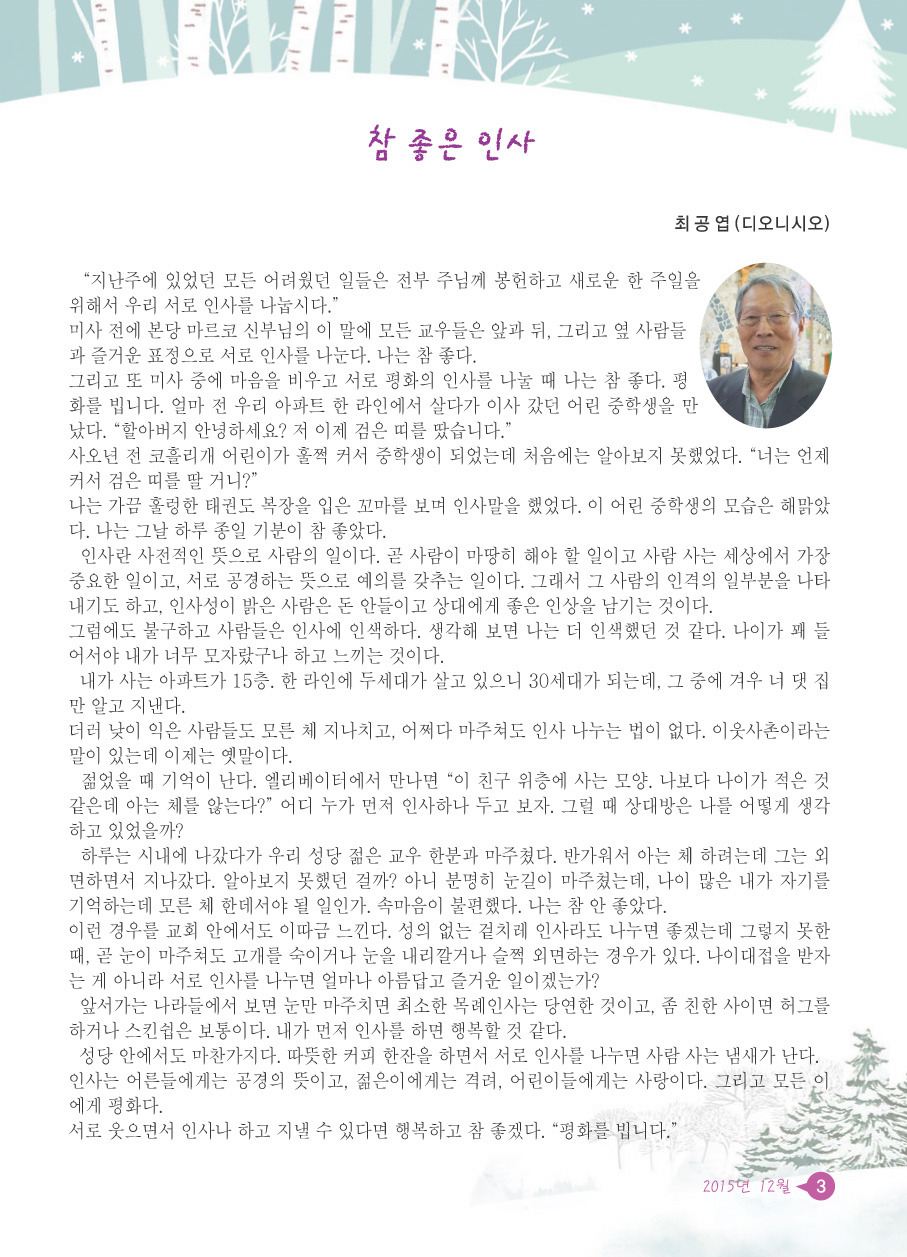 참 좋은 인사
최 공 엽 (디오니시오)
“지난주에 있었던 모든 어려웠던 일들은 전부 주님께 봉헌하고 새로운 한 주일을
위해서 우리 서로 인사를 나눕시다.”
미사 전에 본당 마르코 신부님의 이 말에 모든 교우들은 앞과 뒤, 그리고 옆 사람들
과 즐거운 표정으로 서로 인사를 나눈다. 나는 참 좋다.
그리고 또 미사 중에 마음을 비우고 서로 평화의 인사를 나눌 때 나는 참 좋다. 평
화를 빕니다. 얼마 전 우리 아파트 한 라인에서 살다가 이사 갔던 어린 중학생을 만
났다. “할아버지 안녕하세요? 저 이제 검은 띠를 땄습니다.”
사오년 전 코흘리개 어린이가 훌쩍 커서 중학생이 되었는데 처음에는 알아보지 못했었다. “너는 언제
커서 검은 띠를 딸 거니?”
나는 가끔 훌렁한 태권도 복장을 입은 꼬마를 보며 인사말을 했었다. 이 어린 중학생의 모습은 해맑았
다. 나는 그날 하루 종일 기분이 참 좋았다.
인사란 사전적인 뜻으로 사람의 일이다. 곧 사람이 마땅히 해야 할 일이고 사람 사는 세상에서 가장
중요한 일이고, 서로 공경하는 뜻으로 예의를 갖추는 일이다. 그래서 그 사람의 인격의 일부분을 나타
내기도 하고, 인사성이 밝은 사람은 돈 안들이고 상대에게 좋은 인상을 남기는 것이다.
그럼에도 불구하고 사람들은 인사에 인색하다. 생각해 보면 나는 더 인색했던 것 같다. 나이가 꽤 들
어서야 내가 너무 모자랐구나 하고 느끼는 것이다.
내가 사는 아파트가 15층. 한 라인에 두세대가 살고 있으니 30세대가 되는데, 그 중에 겨우 너 댓 집
만 알고 지낸다.
더러 낯이 익은 사람들도 모른 체 지나치고, 어쩌다 마주쳐도 인사 나누는 법이 없다. 이웃사촌이라는
말이 있는데 이제는 옛말이다.
젊었을 때 기억이 난다. 엘리베이터에서 만나면 “이 친구 위층에 사는 모양. 나보다 나이가 적은 것
같은데 아는 체를 않는다?” 어디 누가 먼저 인사하나 두고 보자. 그럴 때 상대방은 나를 어떻게 생각
하고 있었을까?
하루는 시내에 나갔다가 우리 성당 젊은 교우 한분과 마주쳤다. 반가워서 아는 체 하려는데 그는 외
면하면서 지나갔다. 알아보지 못했던 걸까? 아니 분명히 눈길이 마주쳤는데, 나이 많은 내가 자기를
기억하는데 모른 체 한데서야 될 일인가. 속마음이 불편했다. 나는 참 안 좋았다.
이런 경우를 교회 안에서도 이따금 느낀다. 성의 없는 겉치레 인사라도 나누면 좋겠는데 그렇지 못한
때, 곧 눈이 마주쳐도 고개를 숙이거나 눈을 내리깔거나 슬쩍 외면하는 경우가 있다. 나이대접을 받자
는 게 아니라 서로 인사를 나누면 얼마나 아름답고 즐거운 일이겠는가?
앞서가는 나라들에서 보면 눈만 마주치면 최소한 목례인사는 당연한 것이고, 좀 친한 사이면 허그를
하거나 스킨쉽은 보통이다. 내가 먼저 인사를 하면 행복할 것 같다.
성당 안에서도 마찬가지다. 따뜻한 커피 한잔을 하면서 서로 인사를 나누면 사람 사는 냄새가 난다.
인사는 어른들에게는 공경의 뜻이고, 젊은이에게는 격려, 어린이들에게는 사랑이다. 그리고 모든 이
에게 평화다.
서로 웃으면서 인사나 하고 지낼 수 있다면 행복하고 참 좋겠다. “평화를 빕니다.”
2015년 12월 3